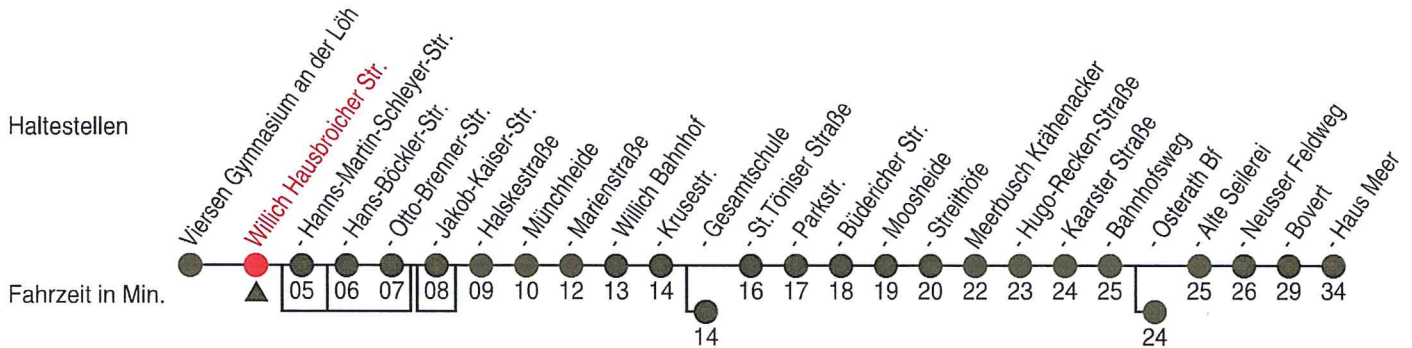 Haltestellen
Viersen Gymnasium an der Löh
Willich Hausbroicher Str.
- Hanns-Martin-Schleyer-Str.
- Hans-Böckler-Str.
- Otto-Brenner-Str.
- Jakob-Kaiser-Str.
- Halskestraße
- Münchheide
- Marienstraße
- Willich Bahnhof
- Krusestr.
- Gesamtschule
- St. Töniser Straße
- Parkstr.
- Büdericher Str.
- Moosheide
- Streithöfe
Meerbusch Krähenacker
- Hugo-Recken-Straße
- Kaarster Straße
- Bahnhofsweg
- Osterath Bf
- Alte Seilerei
- Neusser Feldweg
- Bovert
- Haus Meer
Fahrzeit in Min.
05 06 07 08 09 10 12 13 14 16 17 18 19 20 22 23 24 25 25 26 29 34
14 24